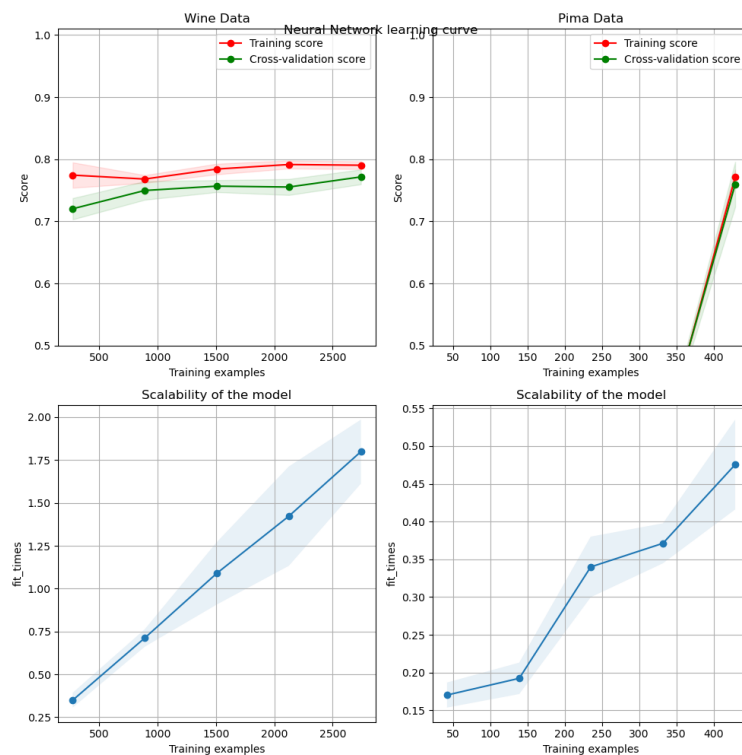 Neural Network learning curve
Wine Data
1.0
0.9
0.8
0.7
0.6
0.5
Score
500 1000 1500 2000 2500
Training examples
Training score
Cross-validation score
Pima Data
1.0
0.9
0.8
0.7
0.6
0.5
Score
50 100 150 200 250 300 350 400
Training examples
Training score
Cross-validation score
Scalability of the model
2.00
1.75
1.50
1.25
1.00
0.75
0.50
0.25
fit_times
500 1000 1500 2000 2500
Training examples
Scalability of the model
0.55
0.50
0.45
0.40
0.35
0.30
0.25
0.20
0.15
fit_times
50 100 150 200 250 300 350 400
Training examples